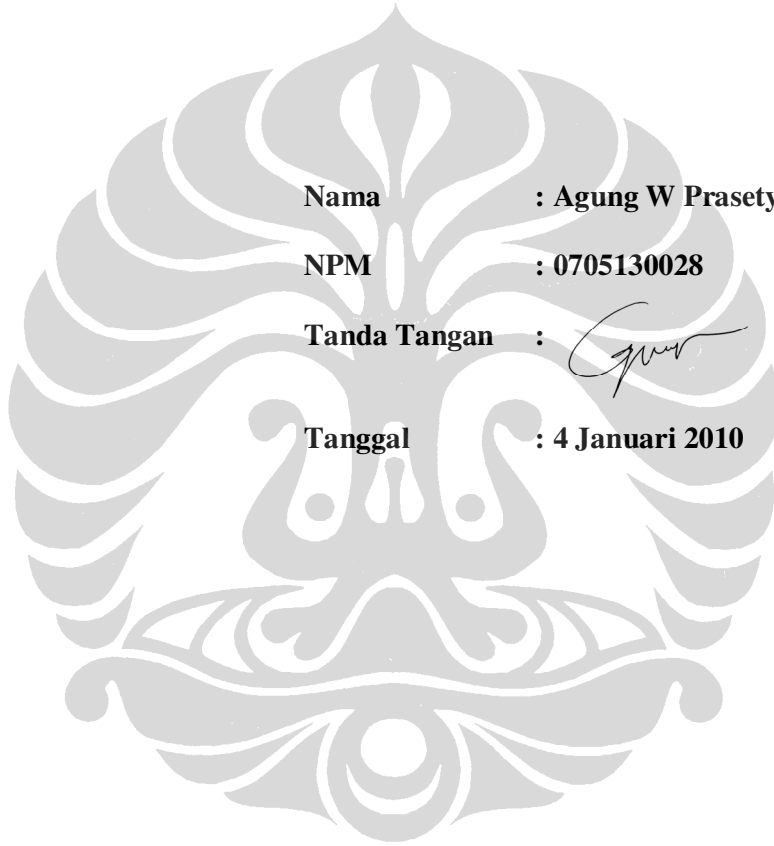 Nama : Agung W Prasety
NPM : 0705130028
Tanda Tangan :
Tanggal : 4 Januari 2010